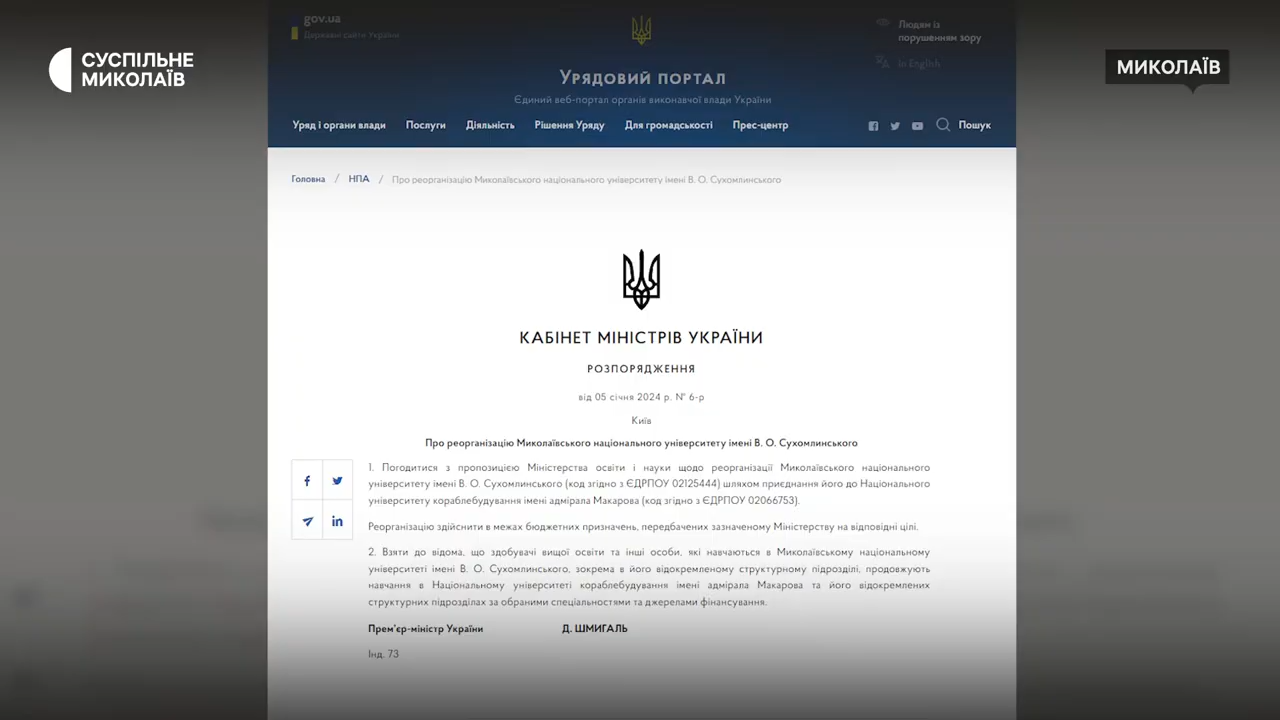 СУСПІЛЬНЕ
МИКОЛАЇВ
МИКОЛАЇВ
gov.ua
Державні сайти України
Людям із
порушенням зору
In English
Урядовий портал
Єдиний веб-портал органів виконавчої влади України
Уряд і органи влади Послуги Діяльність Рішення Уряду Для громадськості Прес-центр Пошук
Головна / НПА / Про реорганізацію Миколаївського національного університету імені В. О. Сухомлинського
КАБІНЕТ МІНІСТРІВ УКРАЇНИ
РОЗПОРЯДЖЕННЯ
від 05 січня 2024 р. № 6-р
Київ
Про реорганізацію Миколаївського національного університету імені В. О. Сухомлинського
1. Погодитися з пропозицією Міністерства освіти і науки щодо реорганізації Миколаївського національного
університету імені В. О. Сухомлинського (код згідно з ЄДРПОУ 02125444) шляхом приєднання його до Національного
університету кораблебудування імені адмірала Макарова (код згідно з ЄДРПОУ 02066753).
Реорганізацію здійснити в межах бюджетних призначень, передбачених зазначеному Міністерству на відповідні цілі.
2. Взяти до відома, що здобувачі вищої освіти та інші особи, які навчаються в Миколаївському національному
університеті імені В. О. Сухомлинського, зокрема в його відокремленому структурному підрозділі, продовжують
навчання в Національному університеті кораблебудування імені адмірала Макарова та його відокремлених
структурних підрозділах за обраними спеціальностями та джерелами фінансування.
Прем'єр-міністр України Д. ШМИГАЛЬ
Інд. 73